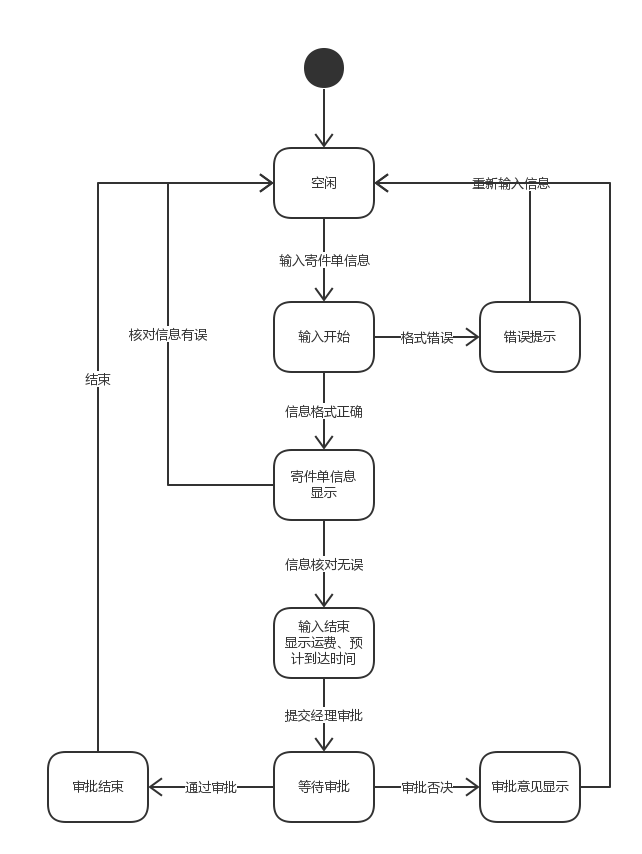 空闲
重新输入信息
输入寄件单信息
核对信息有误
输入开始
格式错误
错误提示
结束
信息格式正确
寄件单信息
显示
信息核对无误
输入结束
显示运费、预
计到达时间
提交经理审批
审批结束
通过审批
等待审批
审批否决
审批意见显示